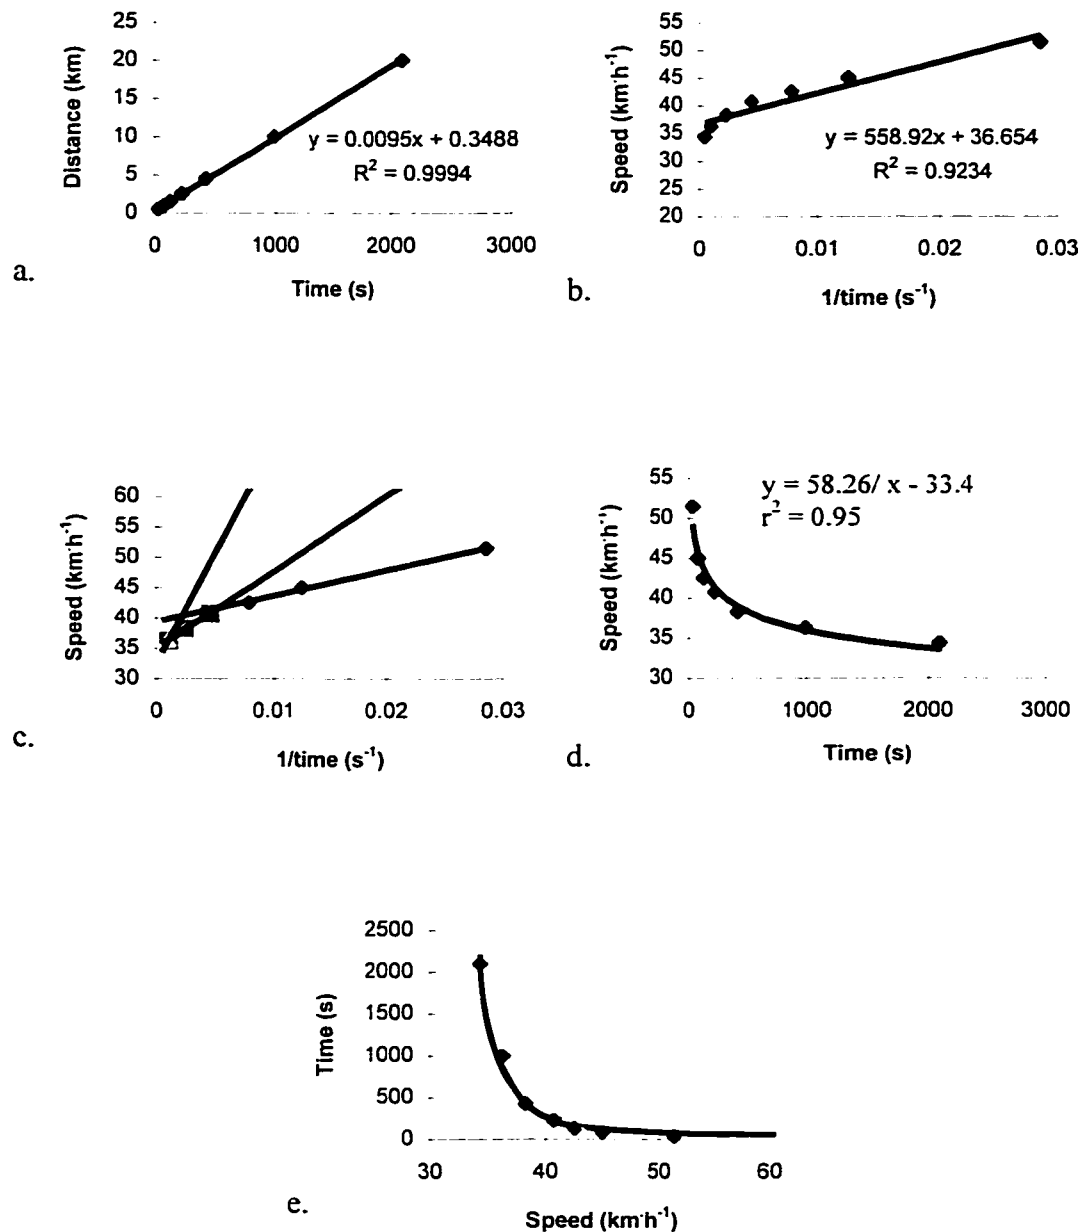 25
20
15
10
5
0
Distance (km)
y = 0.0095x + 0.3488
R² = 0.9994
0 1000 2000 3000
Time (s)
a.
55
50
45
40
35
30
25
20
Speed (km·h⁻¹)
y = 558.92x + 36.654
R² = 0.9234
0 0.01 0.02 0.03
1/time (s⁻¹)
b.
60
55
50
45
40
35
30
Speed (km·h⁻¹)
0 0.01 0.02 0.03
1/time (s⁻¹)
c.
55
50
45
40
35
30
Speed (km·h⁻¹)
y = 58.26/ x - 33.4
r² = 0.95
0 1000 2000 3000
Time (s)
d.
2500
2000
1500
1000
500
0
Time (s)
30 40 50 60
Speed (km·h⁻¹)
e.